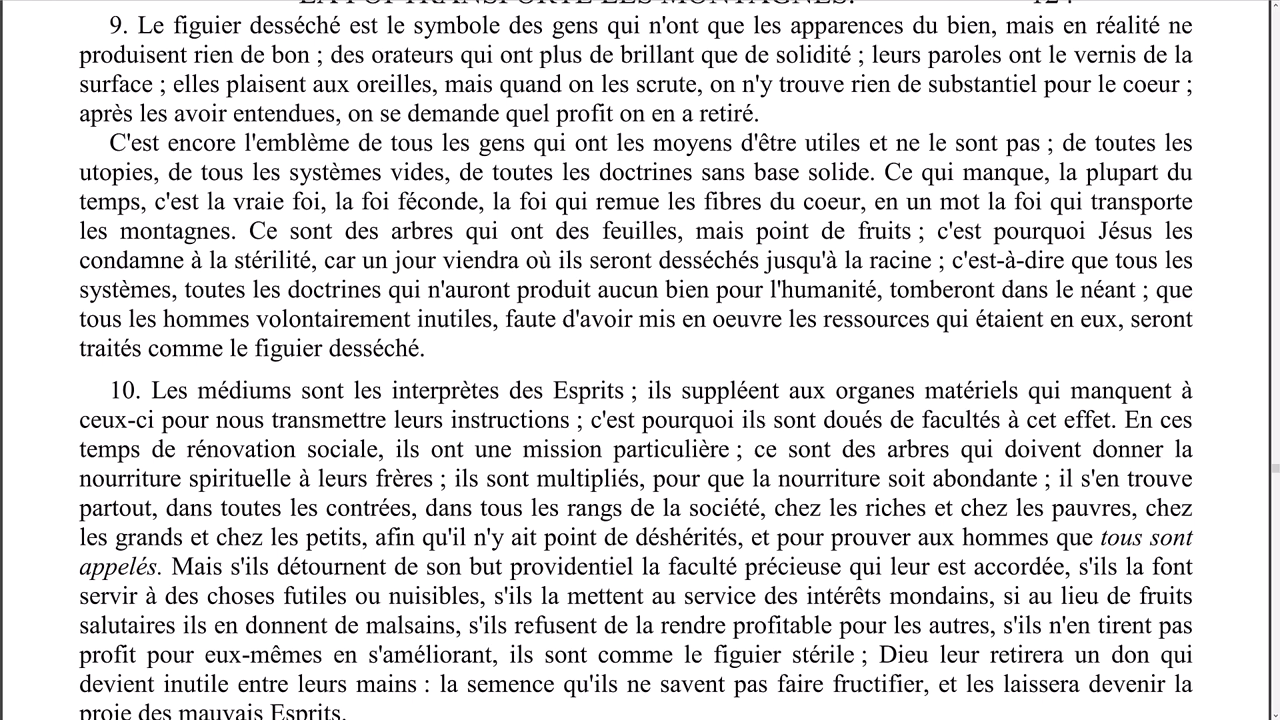 LA FOI TRANSPORTE LES MONTAGNES. 124
9. Le figuier desséché est le symbole des gens qui n'ont que les apparences du bien, mais en réalité ne
produisent rien de bon ; des orateurs qui ont plus de brillant que de solidité ; leurs paroles ont le vernis de la
surface ; elles plaisent aux oreilles, mais quand on les scrute, on n'y trouve rien de substantiel pour le coeur ;
après les avoir entendues, on se demande quel profit on en a retiré.
C'est encore l'emblème de tous les gens qui ont les moyens d'être utiles et ne le sont pas ; de toutes les
utopies, de tous les systèmes vides, de toutes les doctrines sans base solide. Ce qui manque, la plupart du
temps, c'est la vraie foi, la foi féconde, la foi qui remue les fibres du coeur, en un mot la foi qui transporte
les montagnes. Ce sont des arbres qui ont des feuilles, mais point de fruits ; c'est pourquoi Jésus les
condamne à la stérilité, car un jour viendra où ils seront desséchés jusqu'à la racine ; c'est-à-dire que tous les
systèmes, toutes les doctrines qui n'auront produit aucun bien pour l'humanité, tomberont dans le néant ; que
tous les hommes volontairement inutiles, faute d'avoir mis en oeuvre les ressources qui étaient en eux, seront
traités comme le figuier desséché.
10. Les médiums sont les interprètes des Esprits ; ils suppléent aux organes matériels qui manquent à
ceux-ci pour nous transmettre leurs instructions ; c'est pourquoi ils sont doués de facultés à cet effet. En ces
temps de rénovation sociale, ils ont une mission particulière ; ce sont des arbres qui doivent donner la
nourriture spirituelle à leurs frères ; ils sont multipliés, pour que la nourriture soit abondante ; il s'en trouve
partout, dans toutes les contrées, dans tous les rangs de la société, chez les riches et chez les pauvres, chez
les grands et chez les petits, afin qu'il n'y ait point de déshérités, et pour prouver aux hommes que tous sont
appelés. Mais s'ils détournent de son but providentiel la faculté précieuse qui leur est accordée, s'ils la font
servir à des choses futiles ou nuisibles, s'ils la mettent au service des intérêts mondains, si au lieu de fruits
salutaires ils en donnent de malsains, s'ils refusent de la rendre profitable pour les autres, s'ils n'en tirent pas
profit pour eux-mêmes en s'améliorant, ils sont comme le figuier stérile ; Dieu leur retirera un don qui
devient inutile entre leurs mains : la semence qu'ils ne savent pas faire fructifier, et les laissera devenir la
proie des mauvais Esprits.